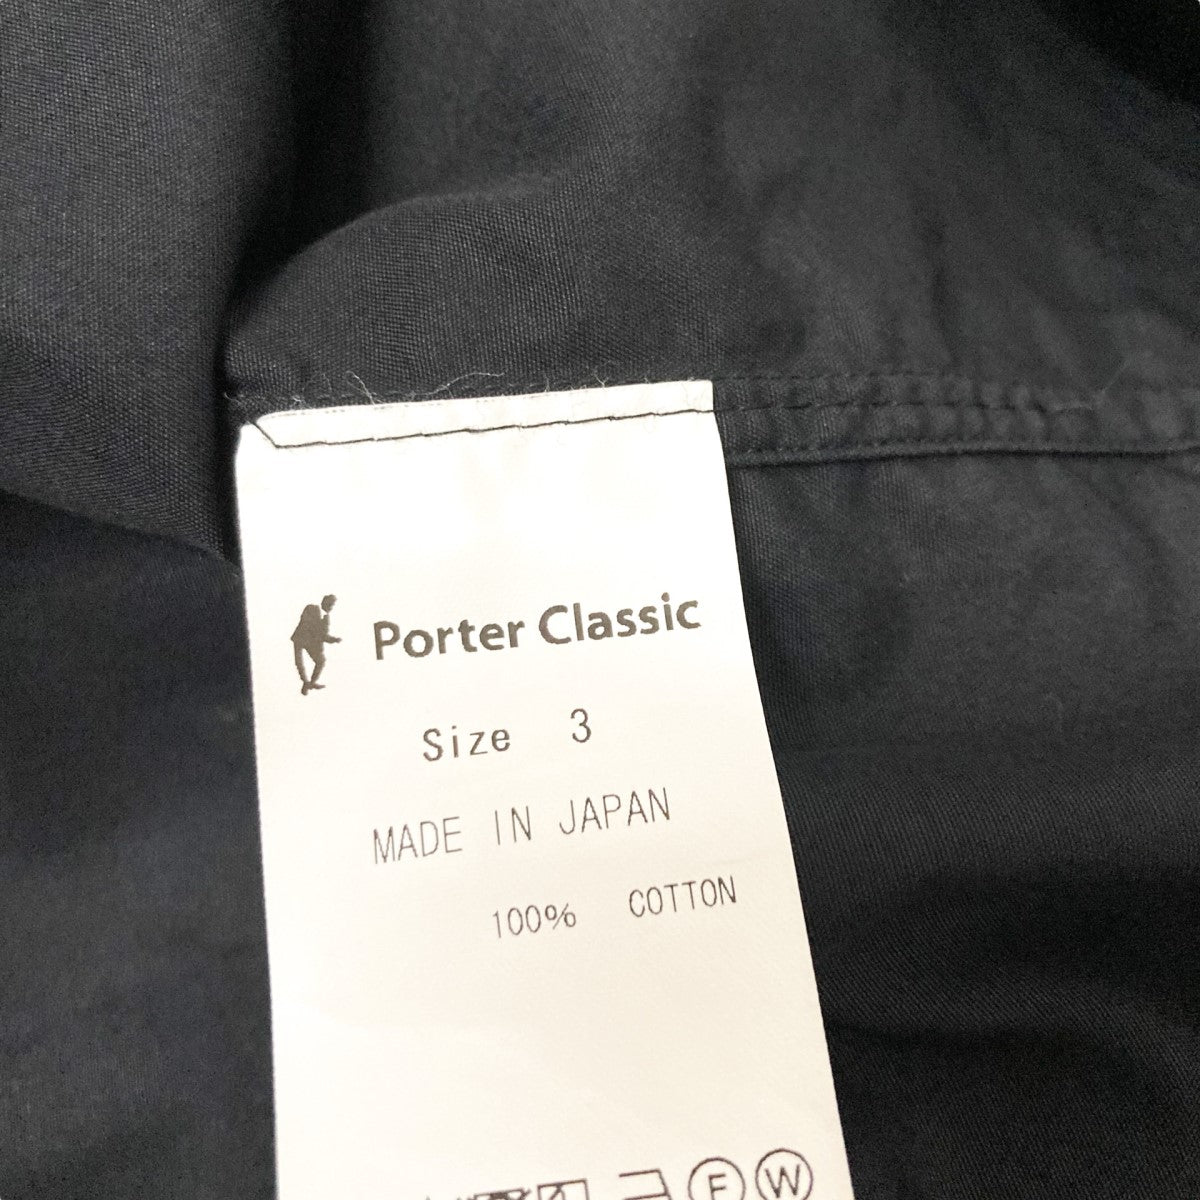 Porter Classic
Size 3
MADE IN JAPAN
100% COTTON
F W